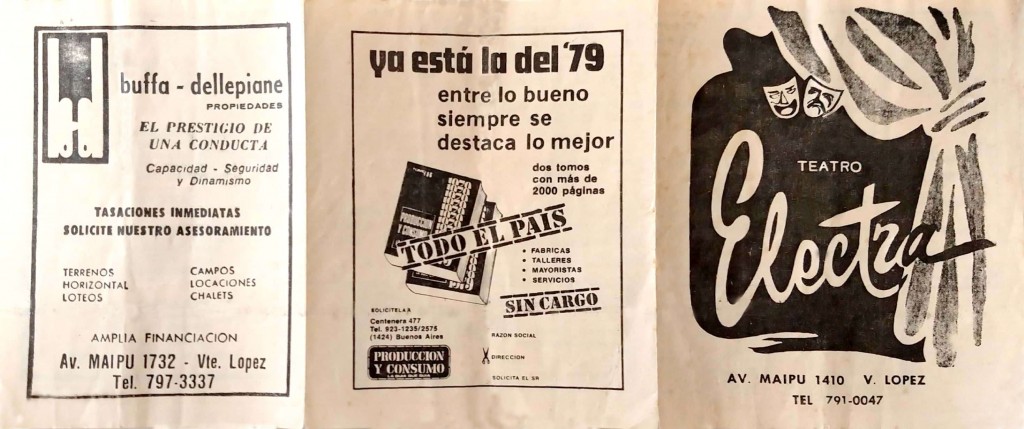 bd
buffa - dellepiane
PROPIEDADES
EL PRESTIGIO DE
UNA CONDUCTA
Capacidad - Seguridad
y Dinamismo
TASACIONES INMEDIATAS
SOLICITE NUESTRO ASESORAMIENTO
TERRENOS
HORIZONTAL
LOTEOS
CAMPOS
LOCACIONES
CHALETS
AMPLIA FINANCIACION
Av. MAIPU 1732 - Vte. Lopez
Tel. 797-3337
ya está la del '79
entre lo bueno
siempre se
destaca lo mejor
dos tomos
con más de
2000 páginas
TODO EL PAIS
• FABRICAS
• TALLERES
• MAYORISTAS
• SERVICIOS
SIN CARGO
SOLICITELA A
Centenera 477
Tel. 923-1235/2575
(1424) Buenos Aires
PRODUCCION
Y CONSUMO
RAZON SOCIAL
DIRECCION
SOLICITA EL SR
TEATRO
Electra
AV. MAIPU 1410 V. LOPEZ
TEL 791-0047